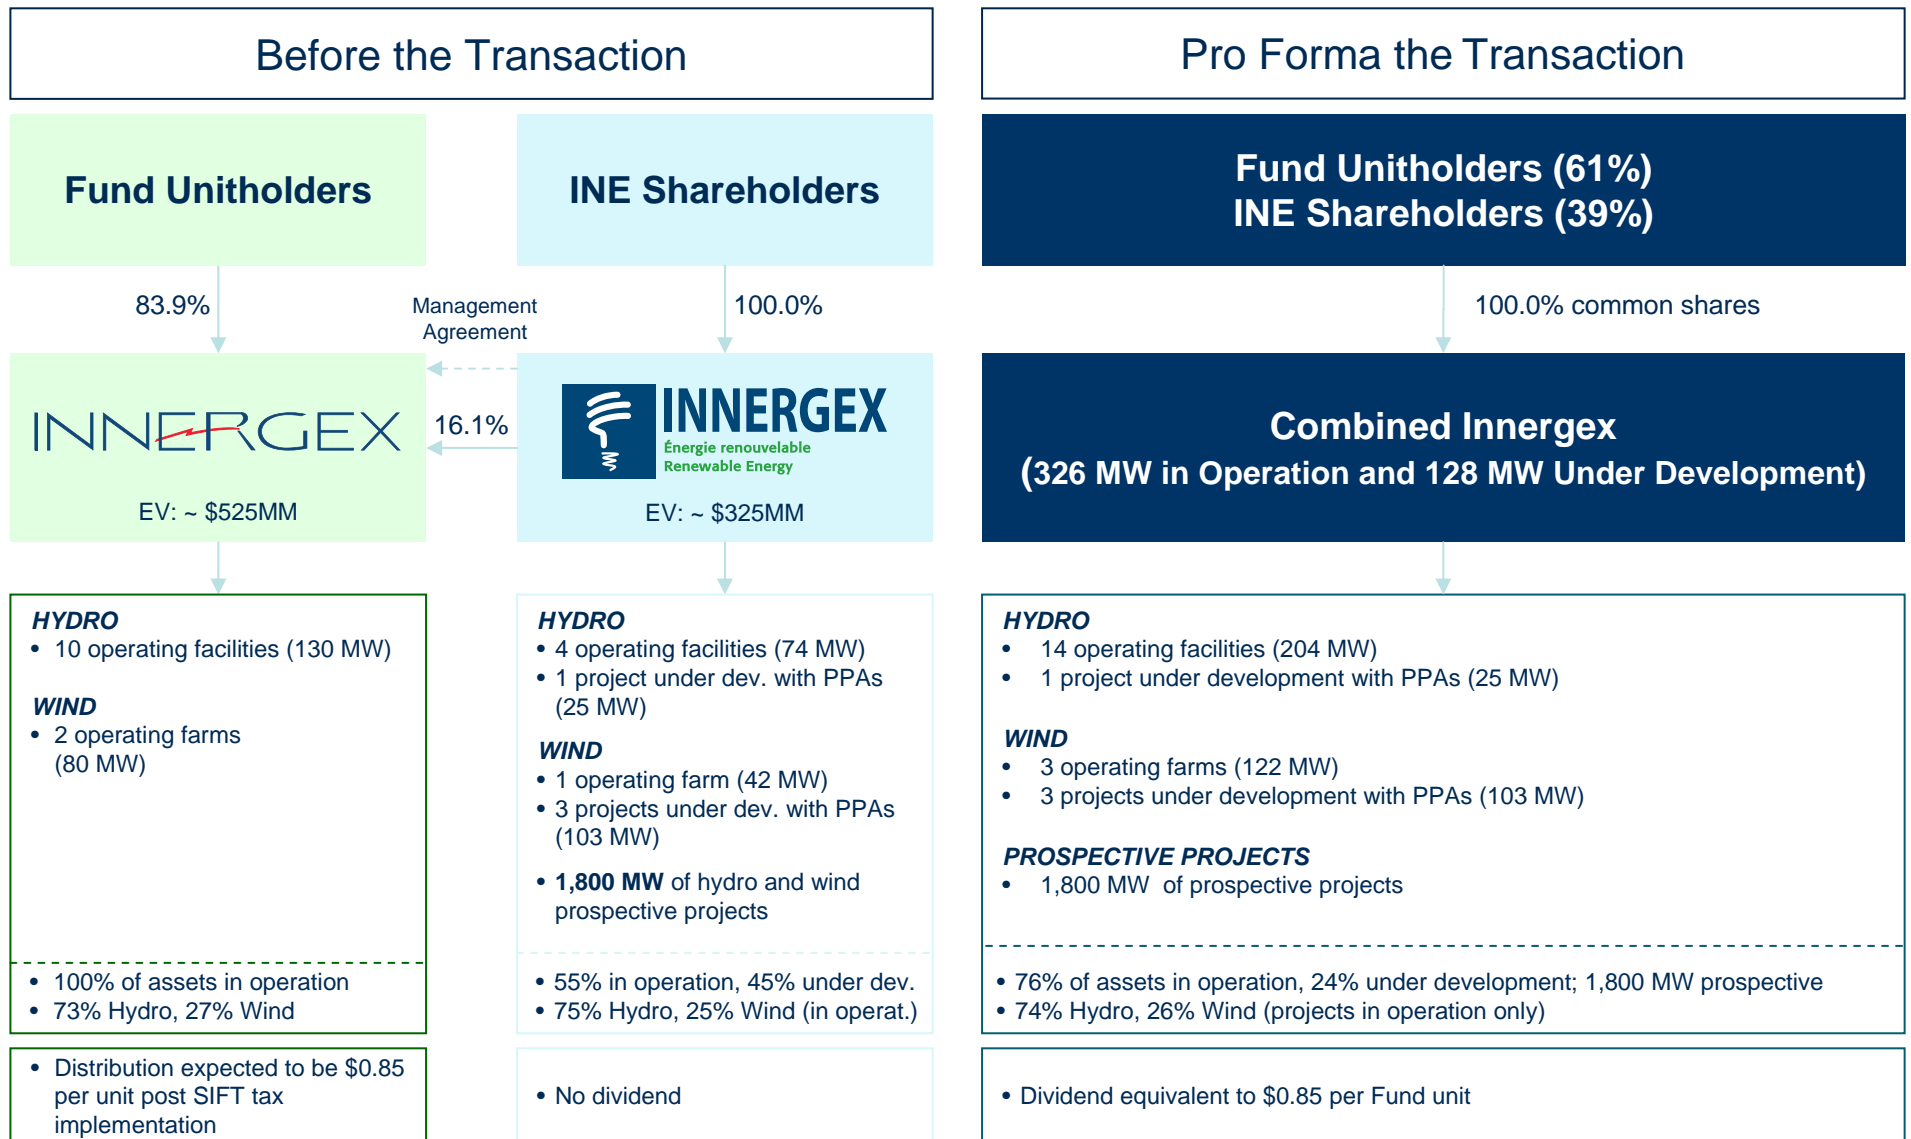 Before the Transaction
Pro Forma the Transaction
Fund Unitholders
INE Shareholders
Fund Unitholders (61%)
INE Shareholders (39%)
83.9%
Management
Agreement
100.0%
100.0% common shares
INNERGEX
EV: ~ $525MM
16.1%
INNERGEX
Énergie renouvelable
Renewable Energy
EV: ~ $325MM
Combined Innergex
(326 MW in Operation and 128 MW Under Development)
HYDRO
• 10 operating facilities (130 MW)
WIND
• 2 operating farms
(80 MW)
• 100% of assets in operation
• 73% Hydro, 27% Wind
• Distribution expected to be $0.85
per unit post SIFT tax
implementation
HYDRO
• 4 operating facilities (74 MW)
• 1 project under dev. with PPAs
(25 MW)
WIND
• 1 operating farm (42 MW)
• 3 projects under dev. with PPAs
(103 MW)
• 1,800 MW of hydro and wind
prospective projects
• 55% in operation, 45% under dev.
• 75% Hydro, 25% Wind (in operat.)
• No dividend
HYDRO
• 14 operating facilities (204 MW)
• 1 project under development with PPAs (25 MW)
WIND
• 3 operating farms (122 MW)
• 3 projects under development with PPAs (103 MW)
PROSPECTIVE PROJECTS
• 1,800 MW of prospective projects
• 76% of assets in operation, 24% under development; 1,800 MW prospective
• 74% Hydro, 26% Wind (projects in operation only)
• Dividend equivalent to $0.85 per Fund unit